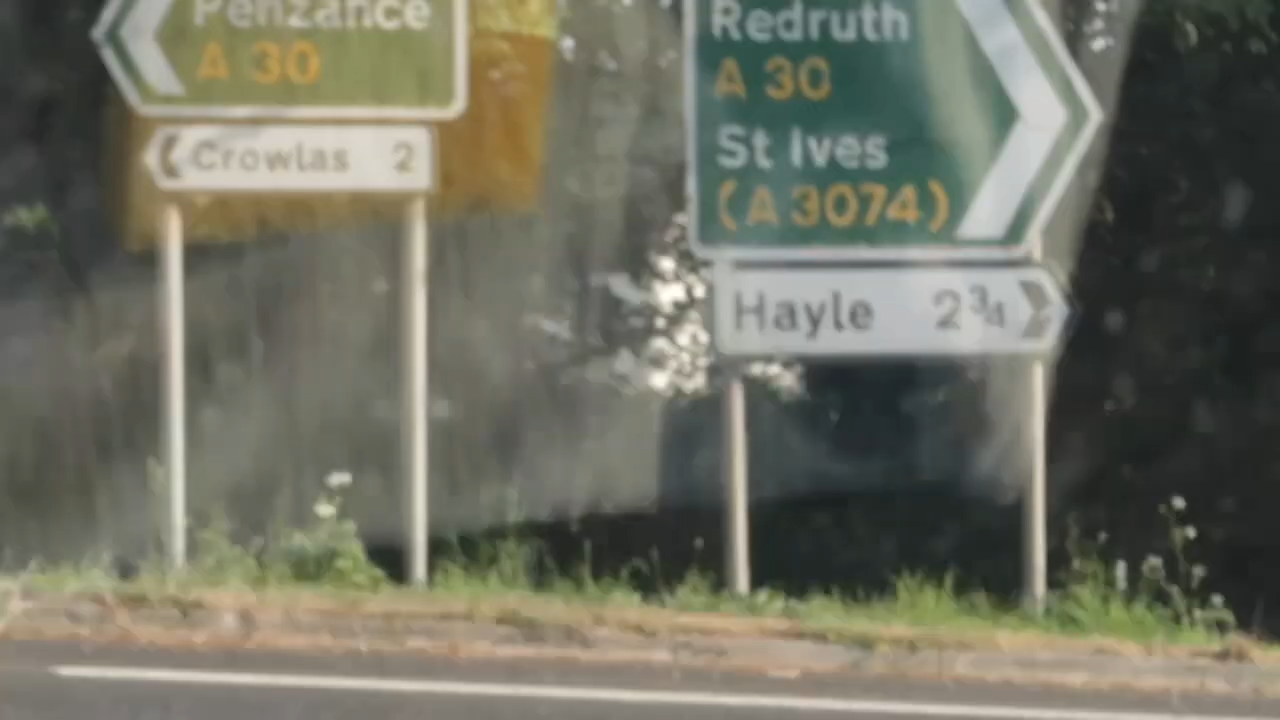 Penzance
A 30
Crowlas 2
Redruth
A 30
St Ives
(A 3074)
Hayle 2¾